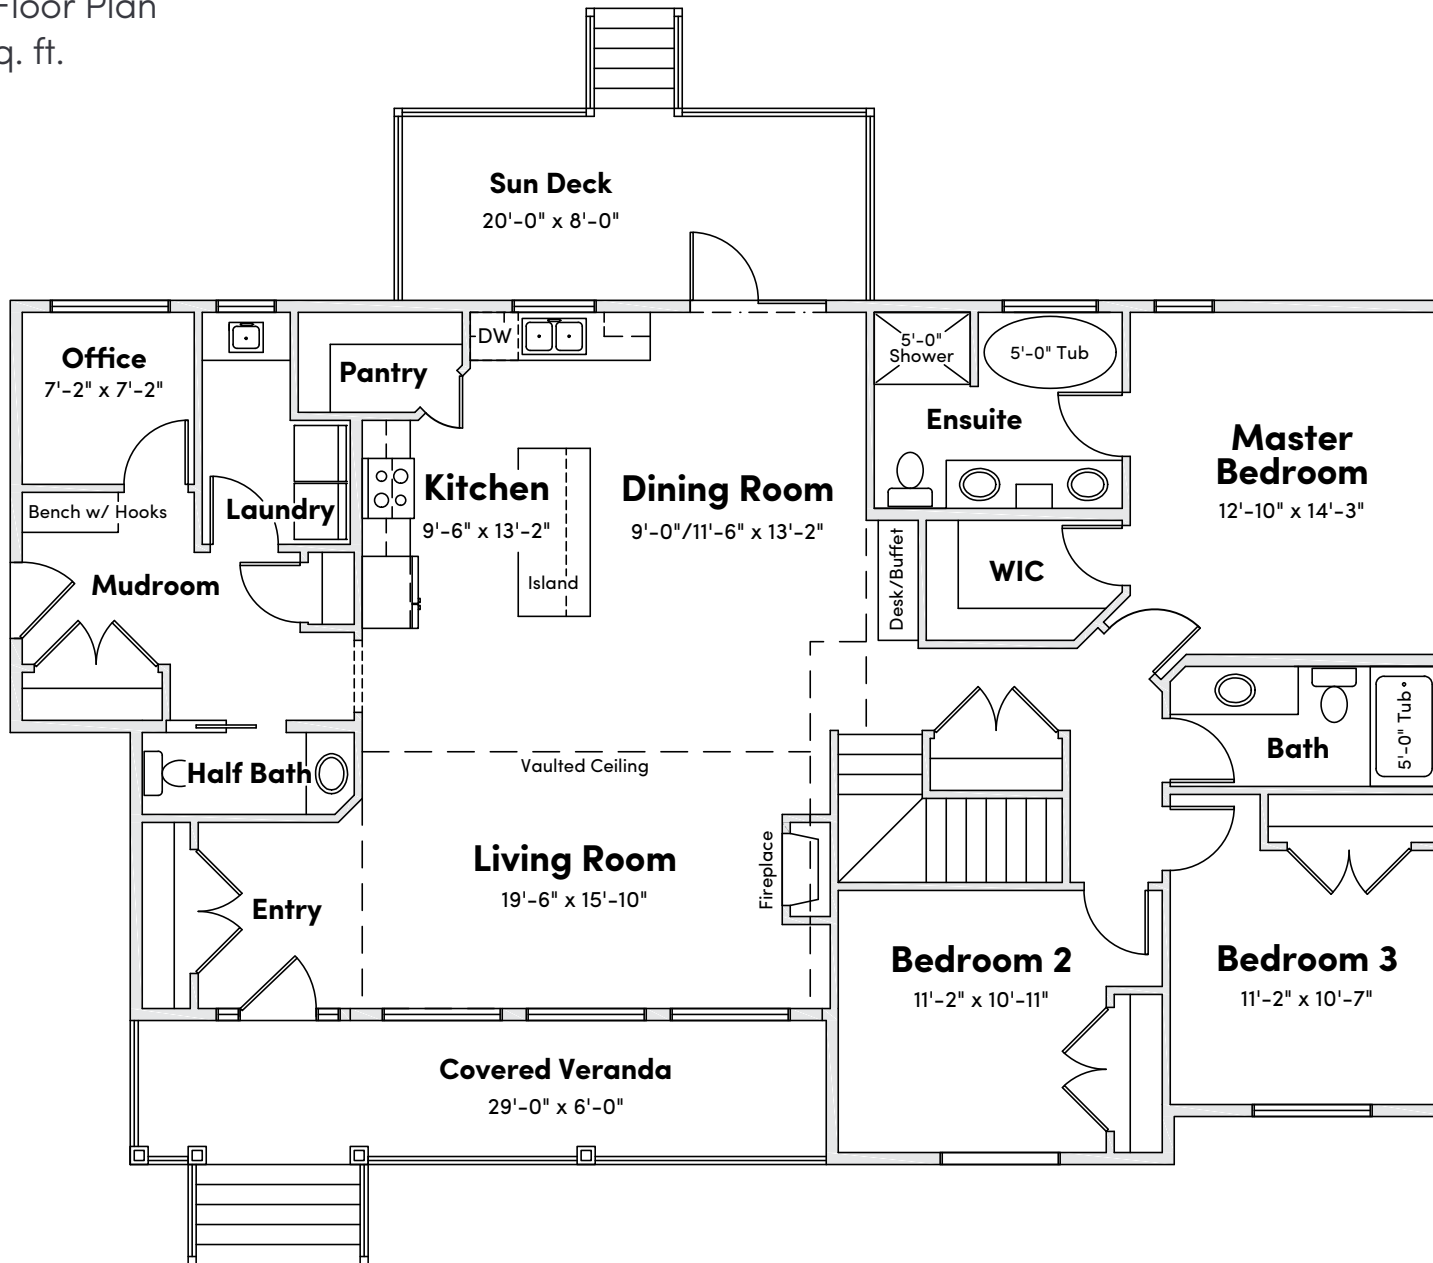 Floor Plan
q. ft.
Sun Deck
20'-0" x 8'-0"
Office
7'-2" x 7'-2"
Pantry
DW
5'-0"
Shower
5'-0" Tub
Ensuite
Master
Bedroom
12'-10" x 14'-3"
Bench w/ Hooks
Laundry
Kitchen
9'-6" x 13'-2"
Island
Dining Room
9'-0"/11'-6" x 13'-2"
Desk/Buffet
WIC
Mudroom
Half Bath
Vaulted Ceiling
Bath
5'-0" Tub
Living Room
19'-6" x 15'-10"
Fireplace
Entry
Bedroom 2
11'-2" x 10'-11"
Bedroom 3
11'-2" x 10'-7"
Covered Veranda
29'-0" x 6'-0"